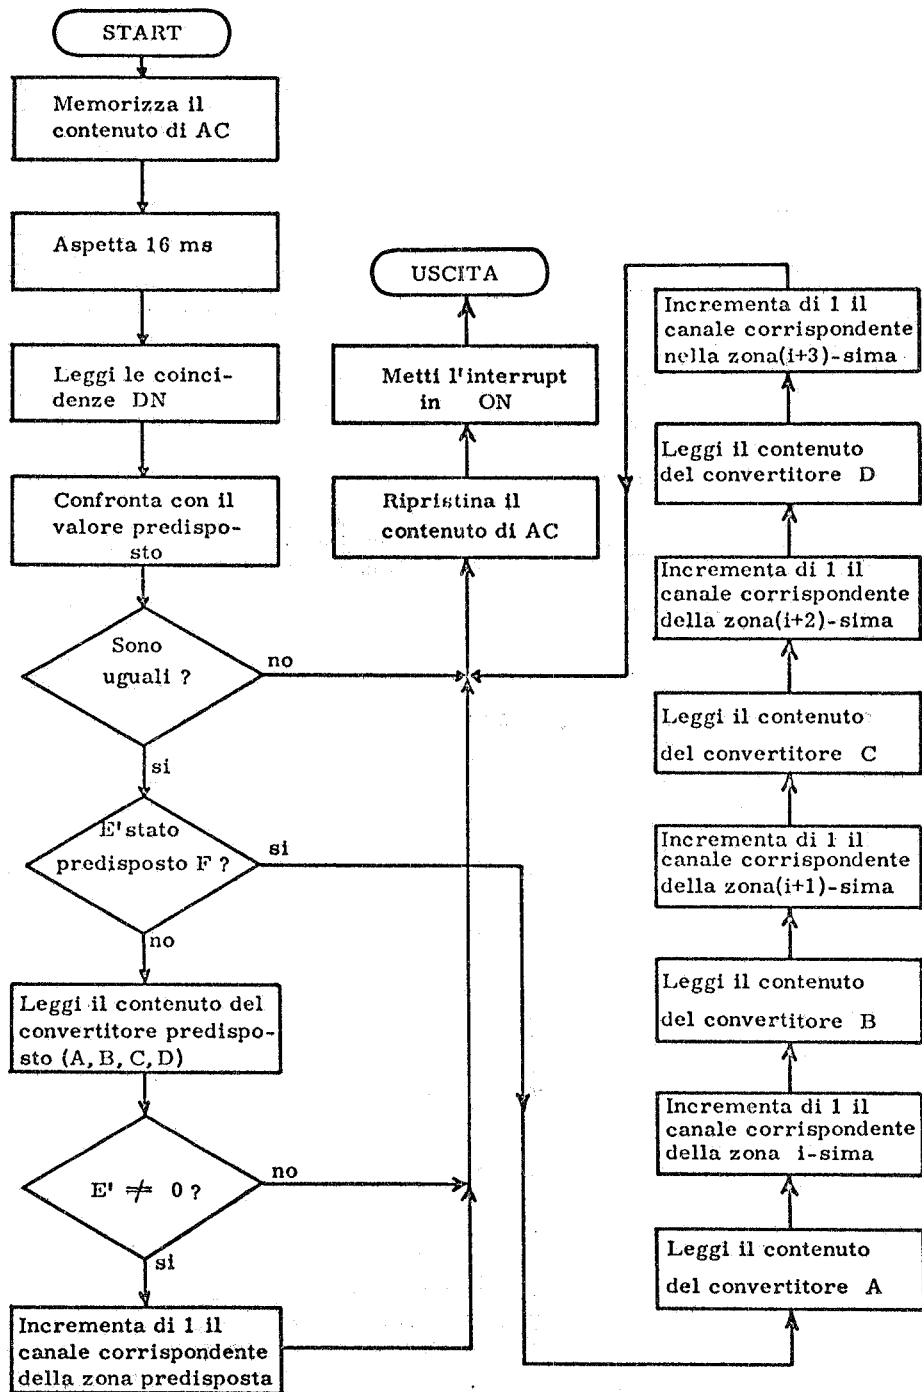 START
Memorizza il
contenuto di AC
Aspetta 16 ms
Leggi le coinci-
denze DN
Confronta con il
valore predispo-
sto
Sono
uguali ?
no
si
E' stato
predisposto F ?
si
no
Leggi il contenuto del
convertitore predispo-
sto (A, B, C, D)
E' ≠ 0 ?
no
si
Incrementa di 1 il
canale corrispondente
della zona predisposta
USCITA
Metti l'interrupt
in ON
Ripristina il
contenuto di AC
Incrementa di 1 il
canale corrispondente
nella zona(i+3)-sima
Leggi il contenuto
del convertitore D
Incrementa di 1 il
canale corrispondente
della zona(i+2)-sima
Leggi il contenuto
del convertitore C
Incrementa di 1 il
canale corrispondente
della zona(i+1)-sima
Leggi il contenuto
del convertitore B
Incrementa di 1 il
canale corrispondente
della zona i-sima
Leggi il contenuto
del convertitore A